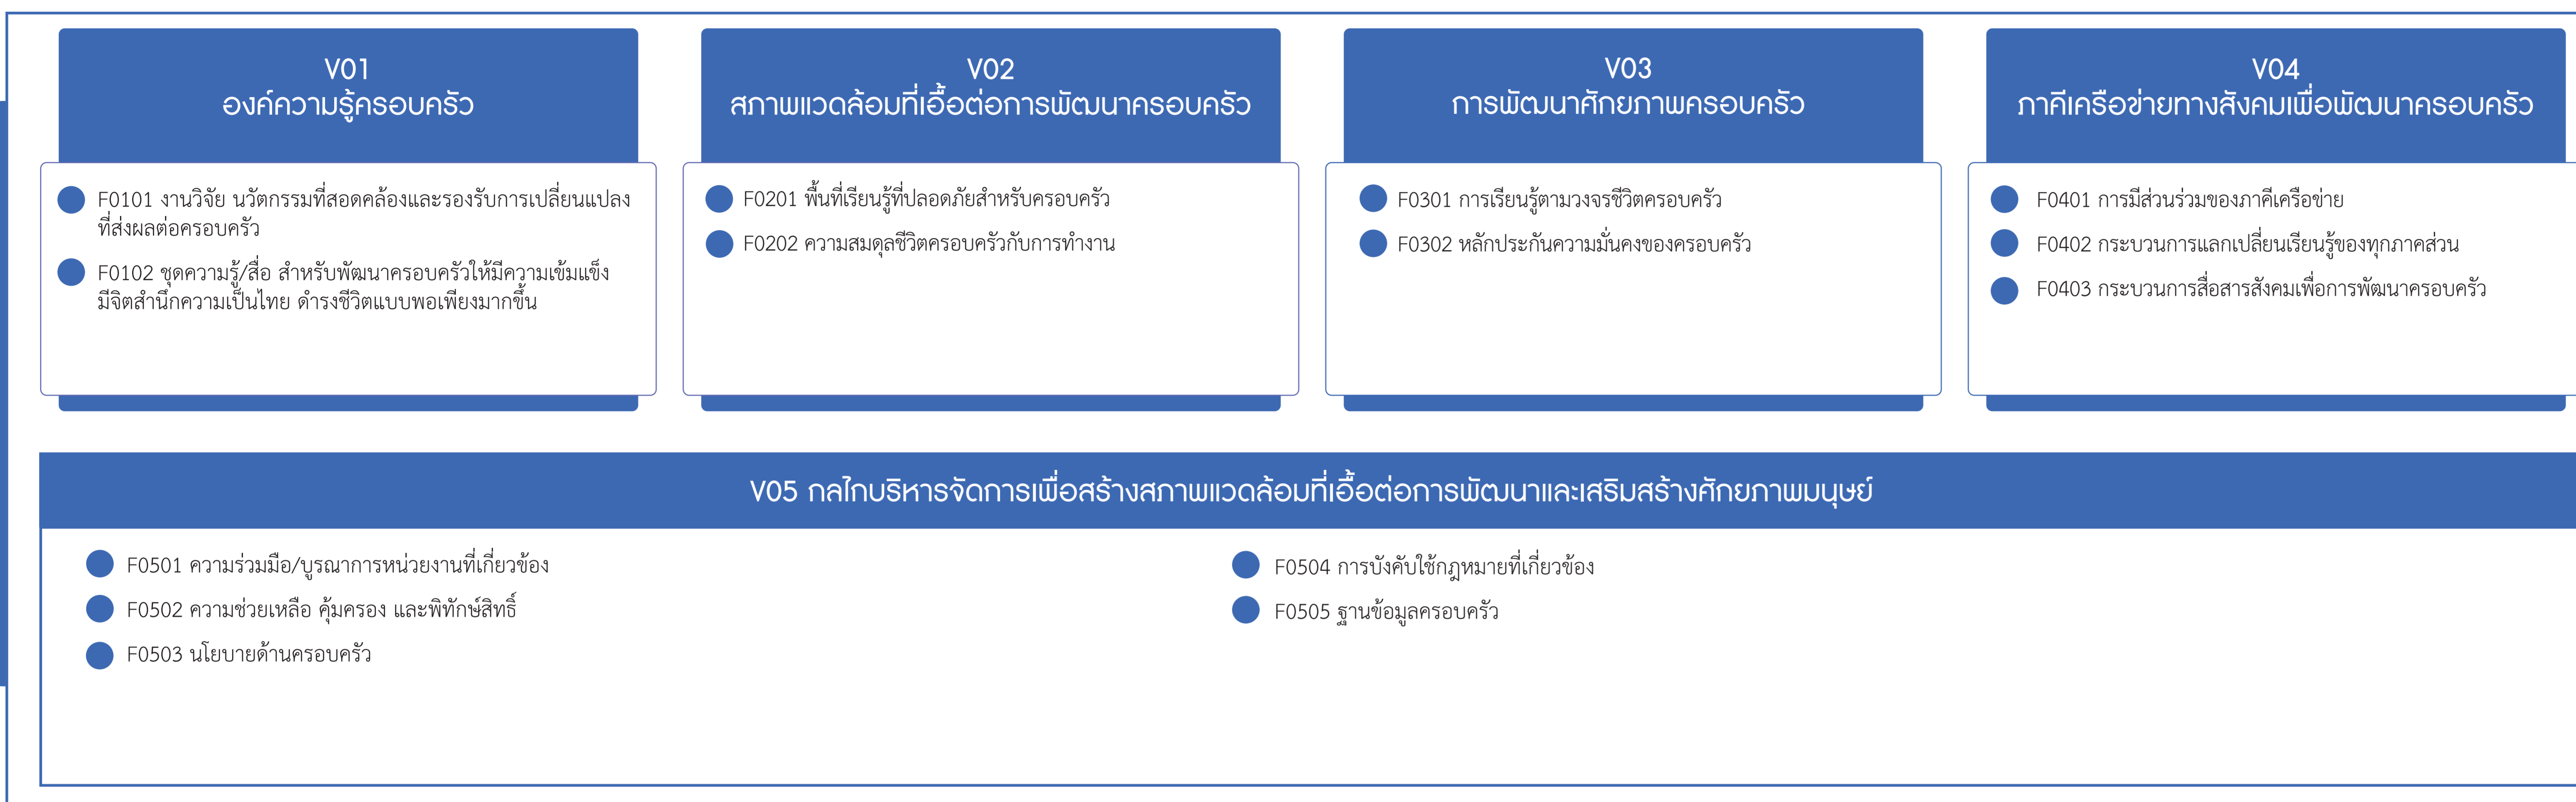 V01
องค์ความรู้ครอบครัว
F0101 งานวิจัย นวัตกรรมที่สอดคล้องและรองรับการเปลี่ยนแปลง
ที่ส่งผลต่อครอบครัว
F0102 ชุดความรู้/สื่อ สำหรับพัฒนาครอบครัวให้มีความเข้มแข็ง
มีจิตสำนึกความเป็นไทย ดำรงชีวิตแบบพอเพียงมากขึ้น
V02
สภาพแวดล้อมที่เอื้อต่อการพัฒนาครอบครัว
F0201 พื้นที่เรียนรู้ที่ปลอดภัยสำหรับครอบครัว
F0202 ความสมดุลชีวิตครอบครัวกับการทำงาน
V03
การพัฒนาศักยภาพครอบครัว
F0301 การเรียนรู้ตามวงจรชีวิตครอบครัว
F0302 หลักประกันความมั่นคงของครอบครัว
V04
ภาคีเครือข่ายทางสังคมเพื่อพัฒนาครอบครัว
F0401 การมีส่วนร่วมของภาคีเครือข่าย
F0402 กระบวนการแลกเปลี่ยนเรียนรู้ของทุกภาคส่วน
F0403 กระบวนการสื่อสารสังคมเพื่อการพัฒนาครอบครัว
V05 กลไกบริหารจัดการเพื่อสร้างสภาพแวดล้อมที่เอื้อต่อการพัฒนาและเสริมสร้างศักยภาพมนุษย์
F0501 ความร่วมมือ/บูรณาการหน่วยงานที่เกี่ยวข้อง
F0502 ความช่วยเหลือ คุ้มครอง และพิทักษ์สิทธิ์
F0503 นโยบายด้านครอบครัว
F0504 การบังคับใช้กฎหมายที่เกี่ยวข้อง
F0505 ฐานข้อมูลครอบครัว